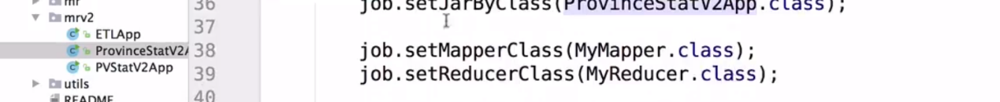 mr
mrv2
ETLApp
ProvinceStatV2A
PVStatV2App
utils
README
36 job.setJarByClass(ProvinceStatV2App.class);
37
38 job.setMapperClass(MyMapper.class);
39 job.setReducerClass(MyReducer.class);
40